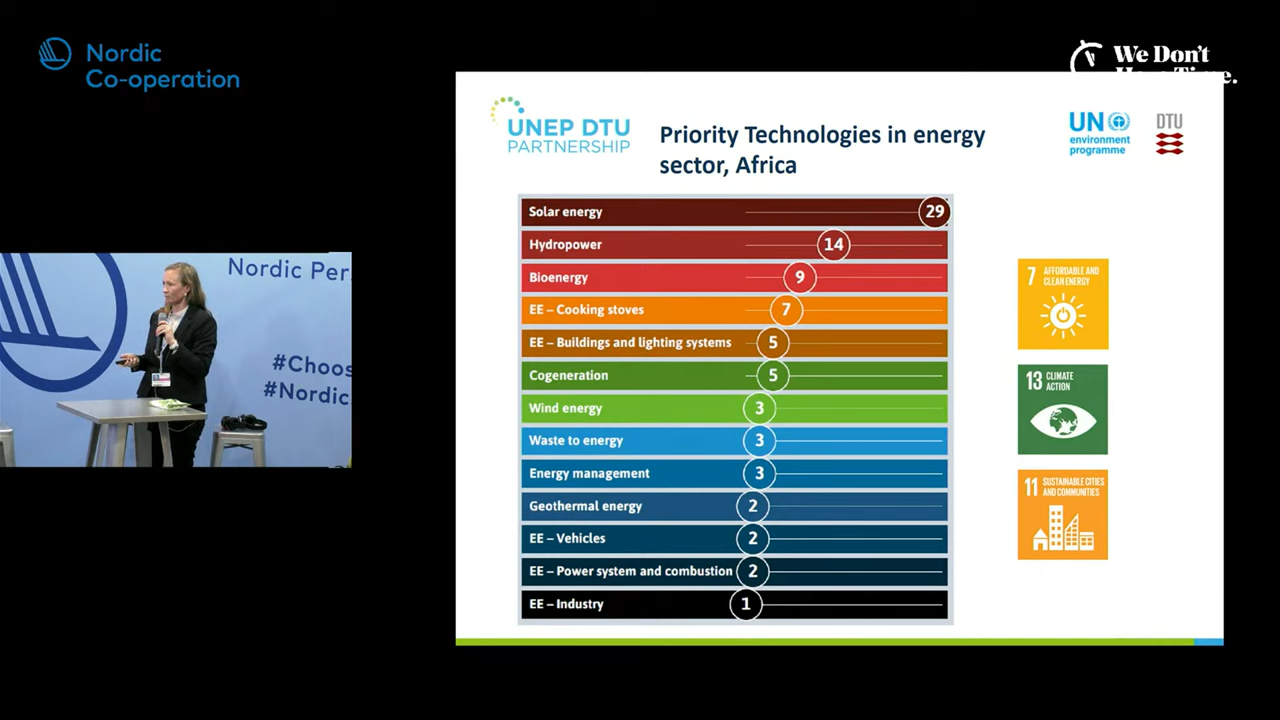 Nordic
Co-operation
We Don't
Have Time.
UNEP DTU
PARTNERSHIP
Priority Technologies in energy
sector, Africa
UN
environment
programme
DTU
Solar energy 29
Hydropower 14
Bioenergy 9
EE – Cooking stoves 7
EE – Buildings and lighting systems 5
Cogeneration 5
Wind energy 3
Waste to energy 3
Energy management 3
Geothermal energy 2
EE – Vehicles 2
EE – Power system and combustion 2
EE – Industry 1
7 AFFORDABLE AND
CLEAN ENERGY
13 CLIMATE
ACTION
11 SUSTAINABLE CITIES
AND COMMUNITIES
Nordic Per
#Choos
#Nordic